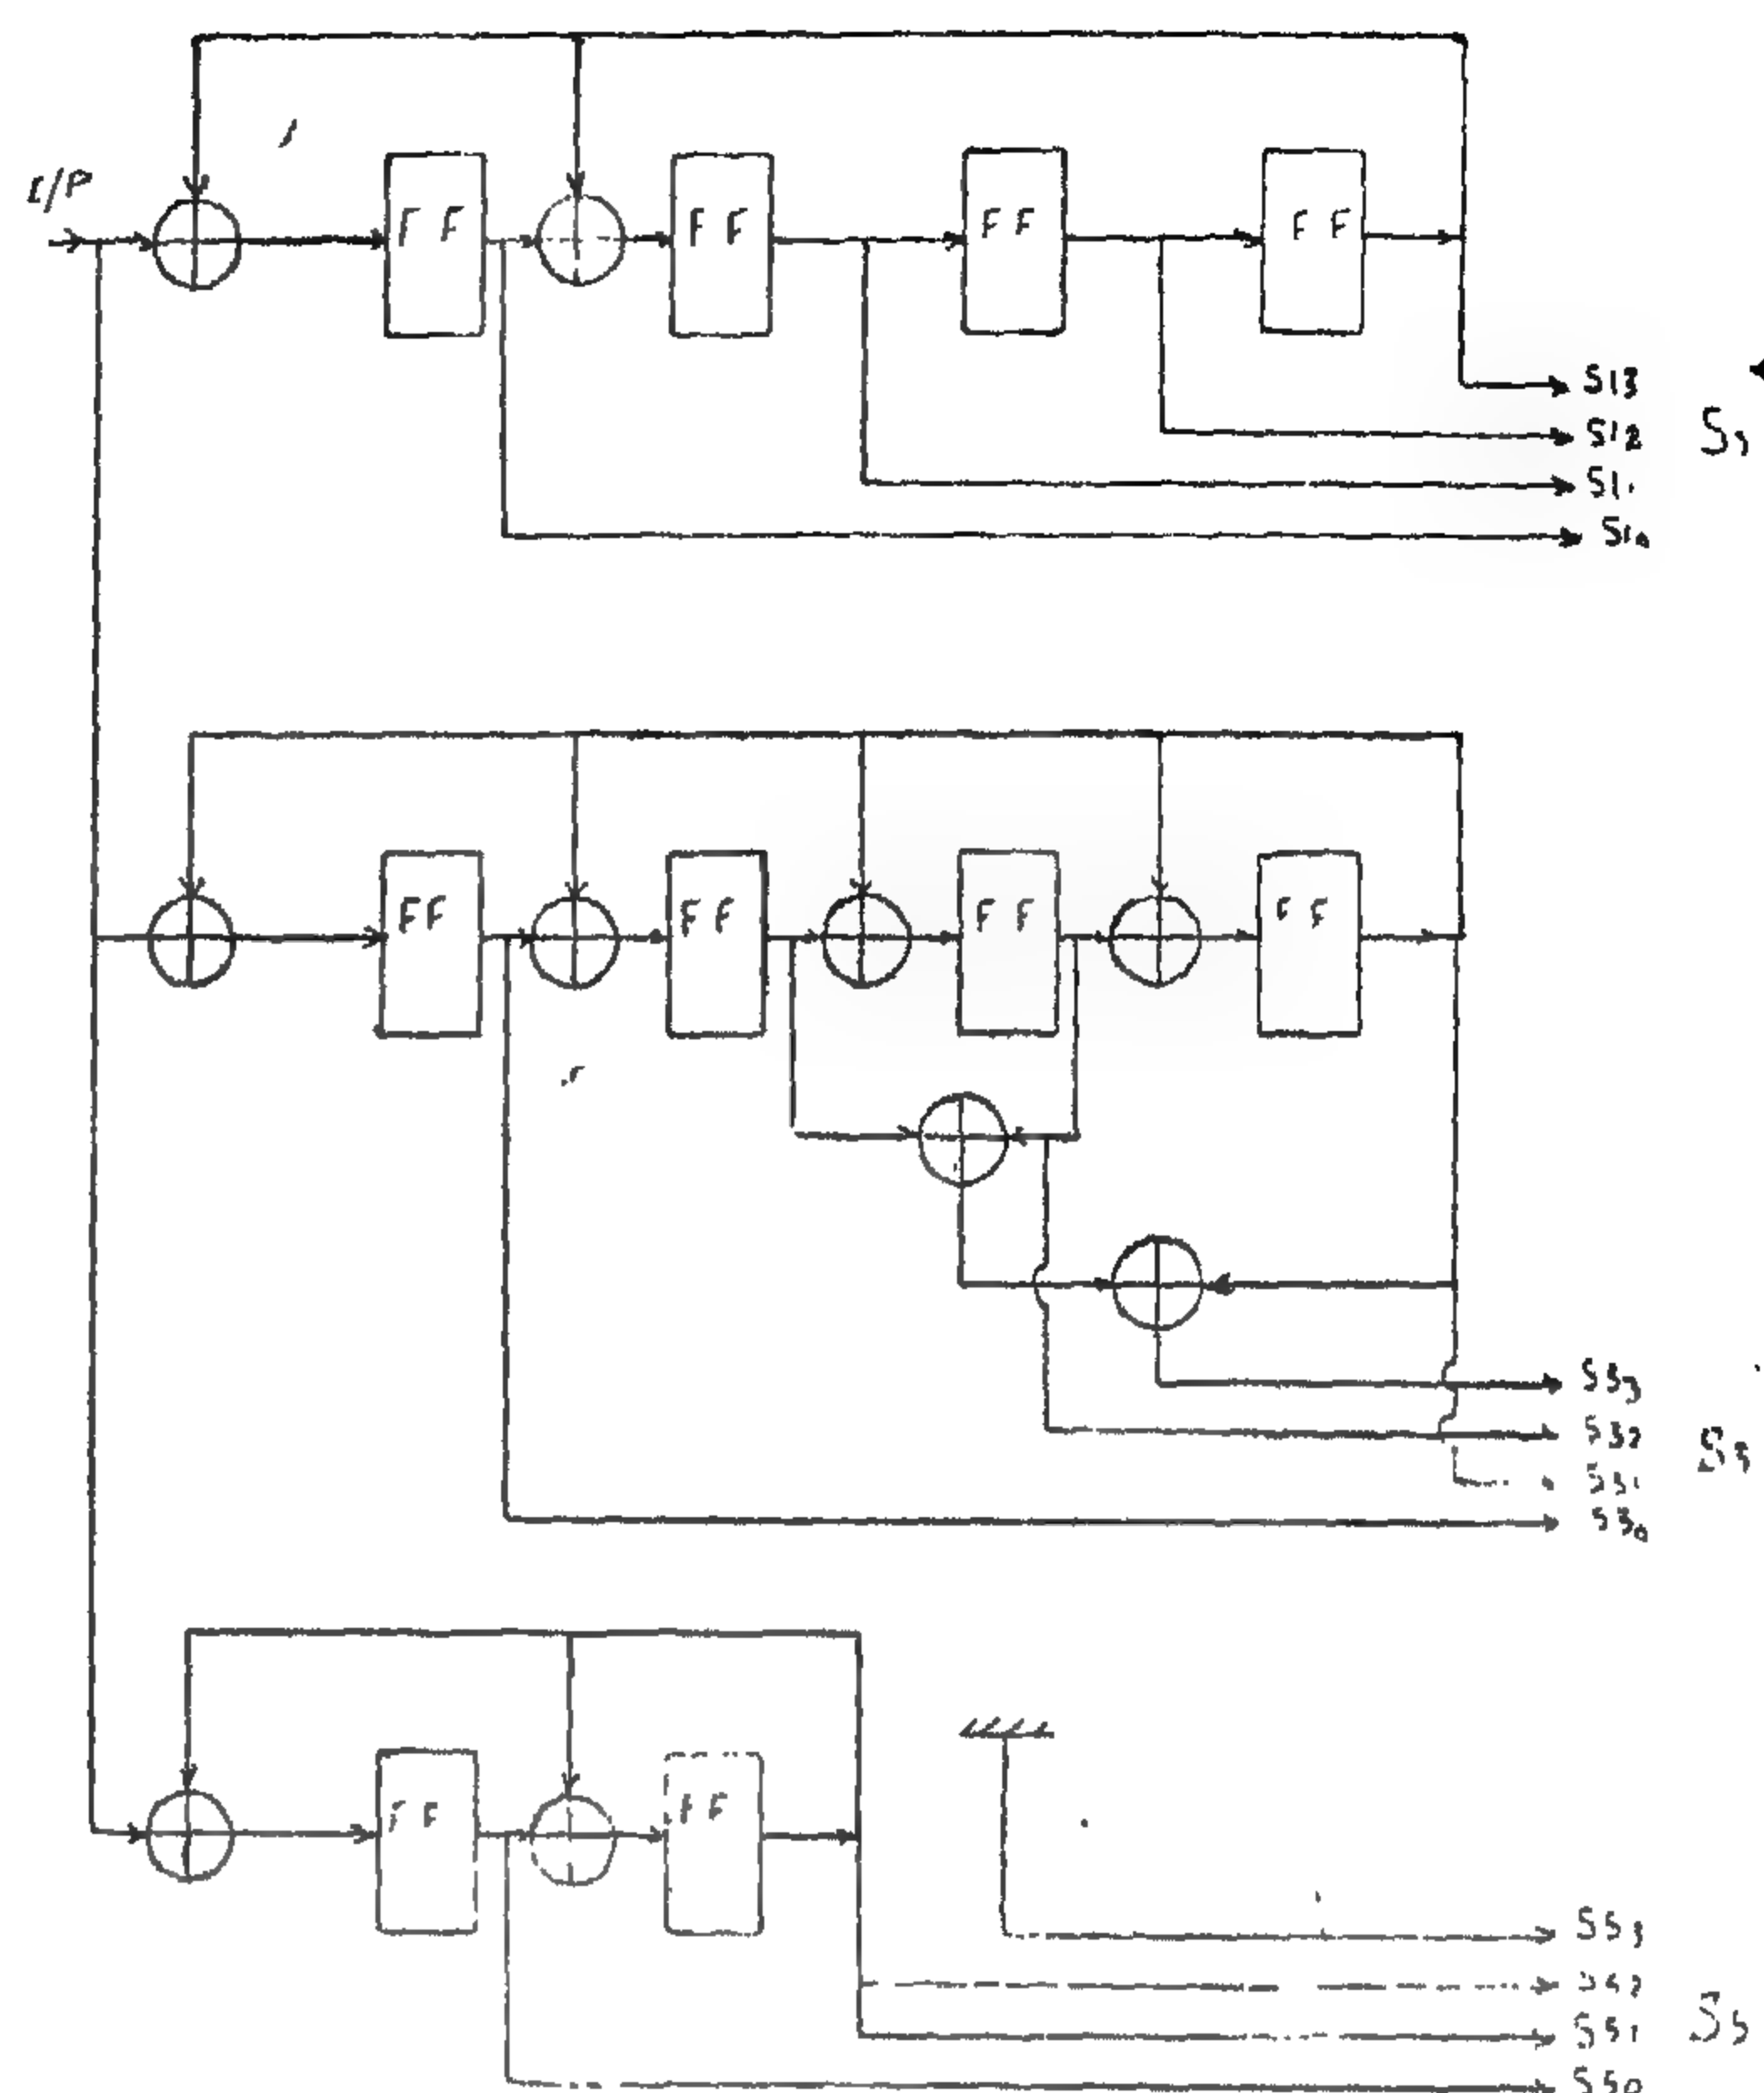 I/P
FF FF FF FF
S13
S12
S11
S10
S1
FF FF FF FF
S33
S32
S31
S30
S3
FF FF
S53
S52
S51
S50
S5